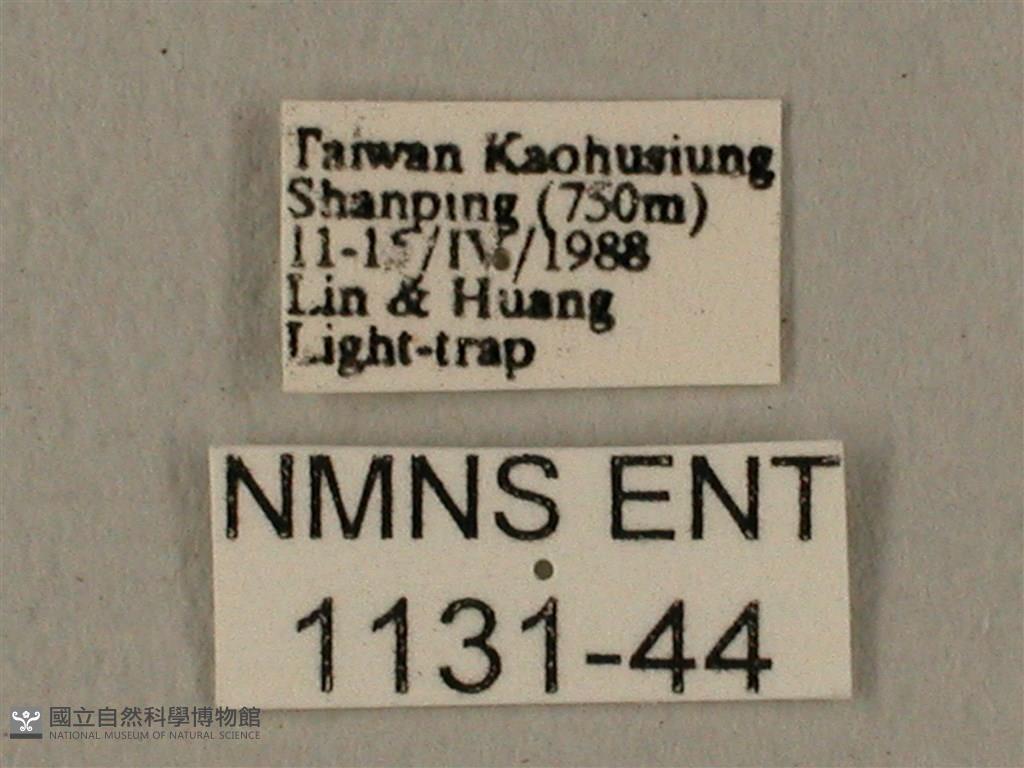 Taiwan Kaohusiung
Shanping (750m)
11-15/IV/1988
Lin & Huang
Light-trap
NMNS ENT
1131-44
國立自然科學博物館
NATIONAL MUSEUM OF NATURAL SCIENCE